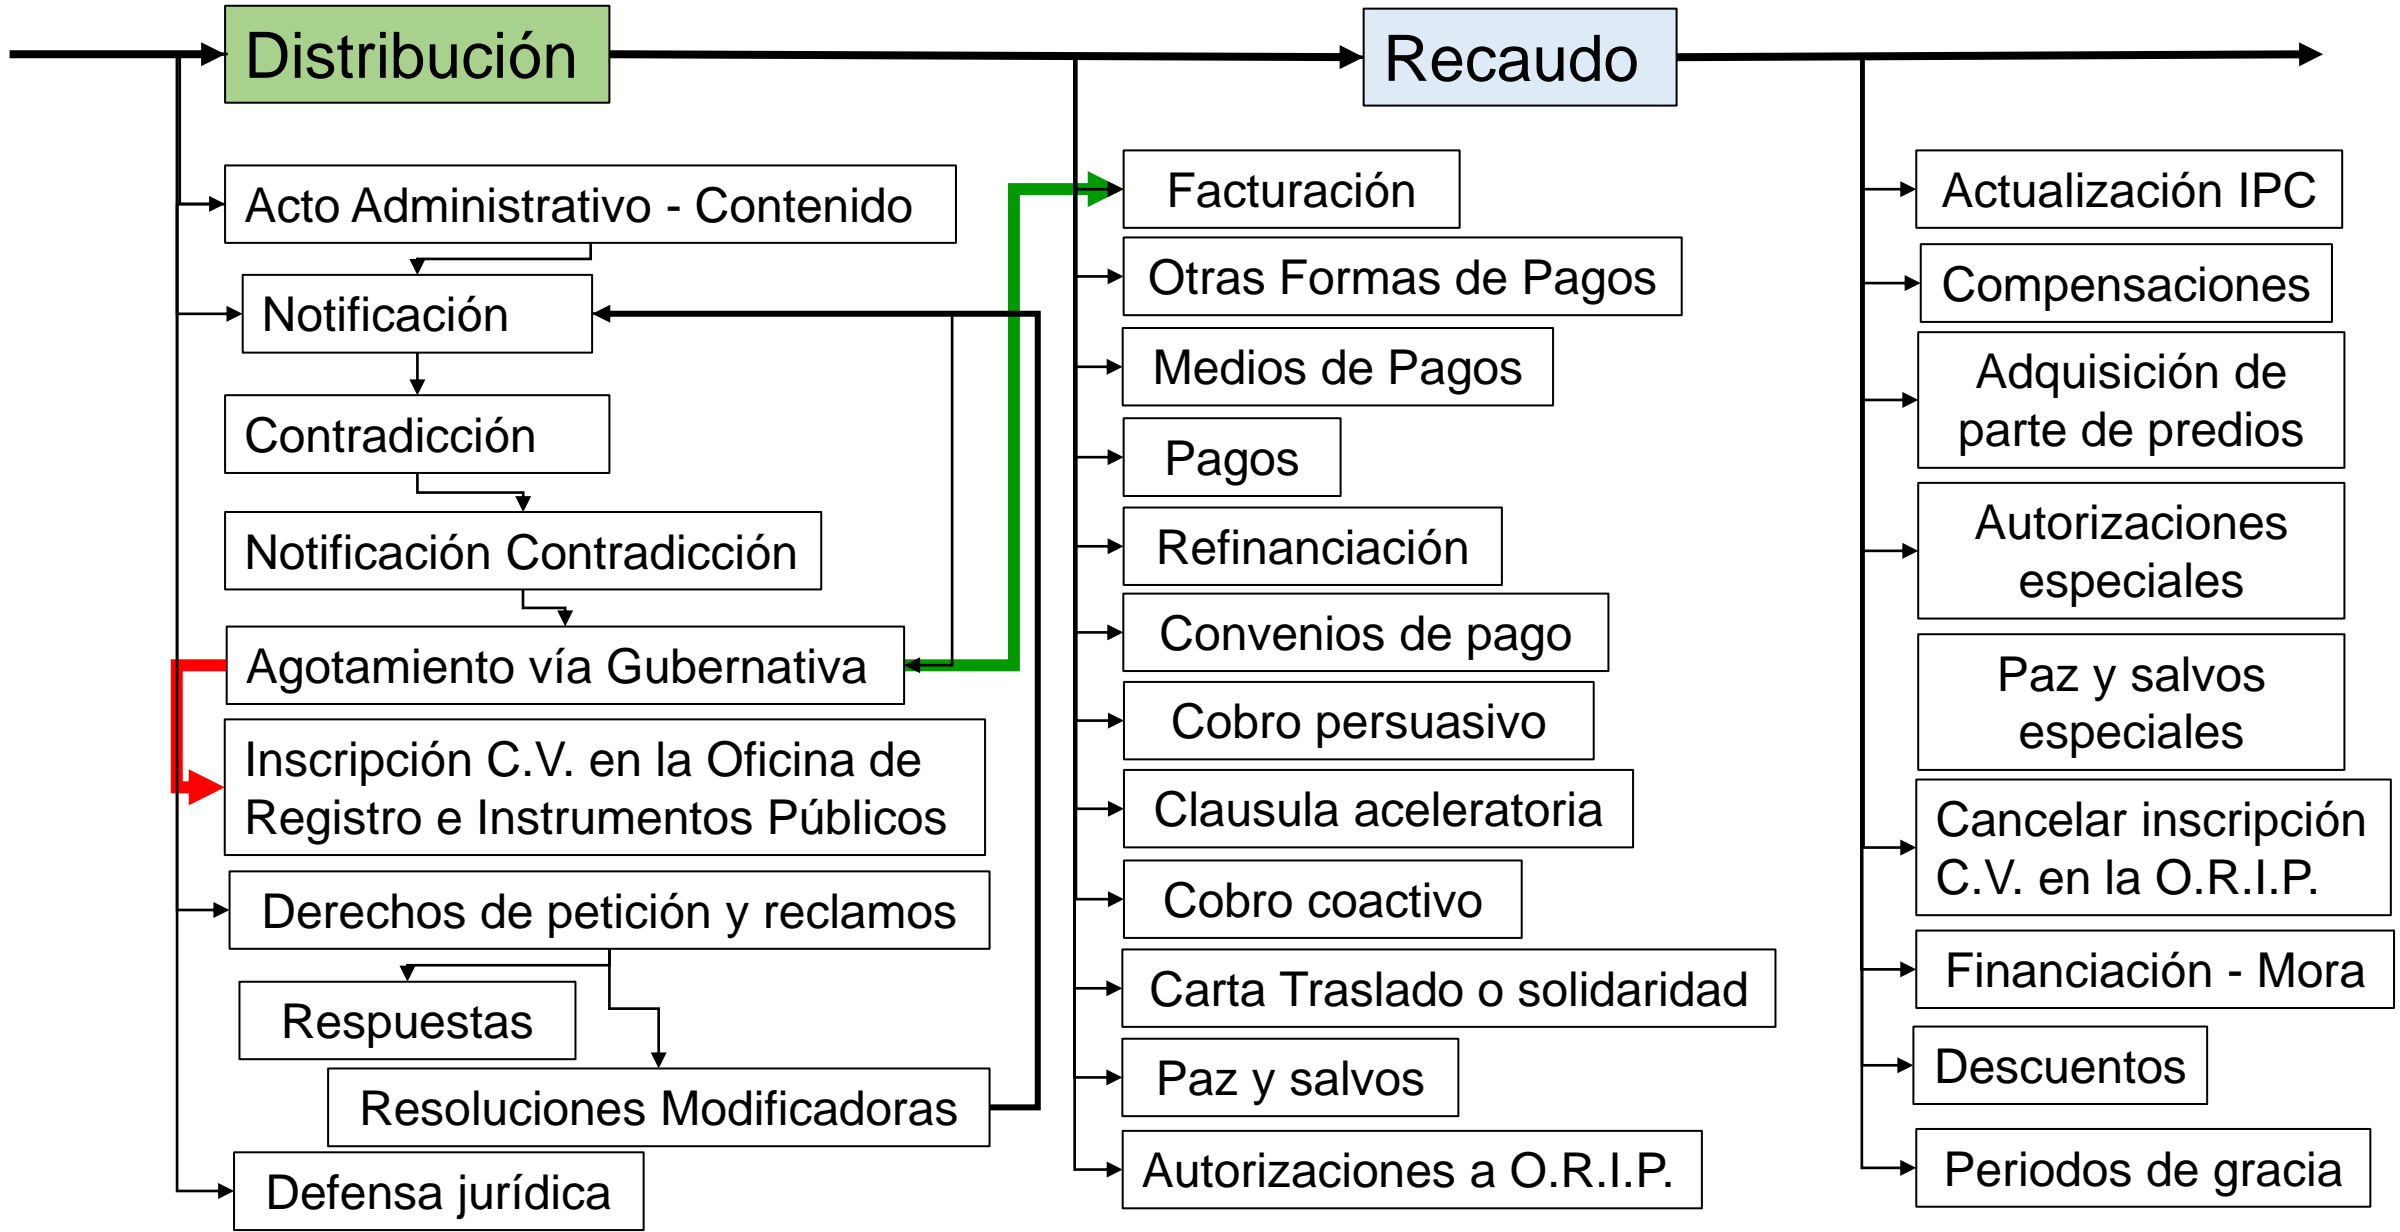 Distribución
Recaudo
Acto Administrativo - Contenido
Notificación
Contradicción
Notificación Contradicción
Agotamiento vía Gubernativa
Inscripción C.V. en la Oficina de
Registro e Instrumentos Públicos
Derechos de petición y reclamos
Respuestas
Resoluciones Modificadoras
Defensa jurídica
Facturación
Otras Formas de Pagos
Medios de Pagos
Pagos
Refinanciación
Convenios de pago
Cobro persuasivo
Clausula aceleratoria
Cobro coactivo
Carta Traslado o solidaridad
Paz y salvos
Autorizaciones a O.R.I.P.
Actualización IPC
Compensaciones
Adquisición de
parte de predios
Autorizaciones
especiales
Paz y salvos
especiales
Cancelar inscripción
C.V. en la O.R.I.P.
Financiación - Mora
Descuentos
Periodos de gracia